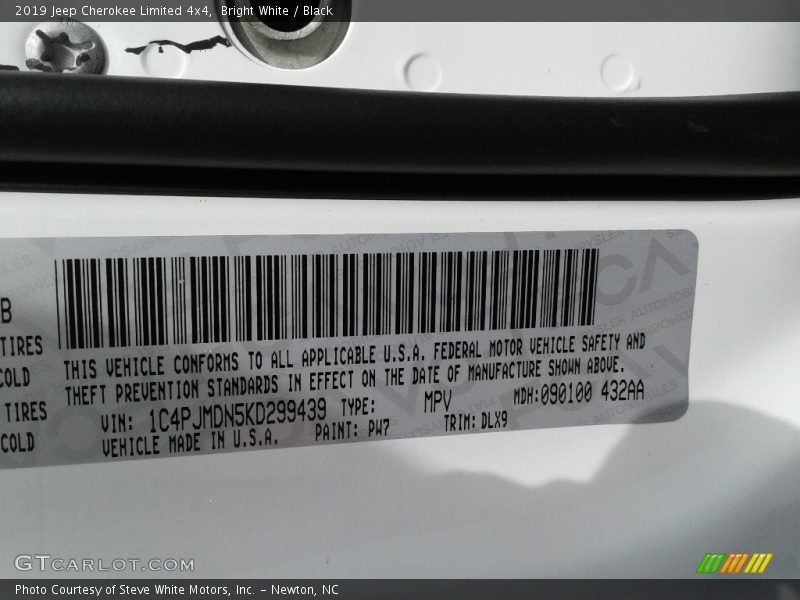 2019 Jeep Cherokee Limited 4x4, Bright White / Black
B
TIRES
COLD
TIRES
COLD
THIS VEHICLE CONFORMS TO ALL APPLICABLE U.S.A. FEDERAL MOTOR VEHICLE SAFETY AND
THEFT PREVENTION STANDARDS IN EFFECT ON THE DATE OF MANUFACTURE SHOWN ABOVE.
VIN: 1C4PJMDN5KD299439 TYPE: MPV MDH:090100 432AA
VEHICLE MADE IN U.S.A. PAINT: PW7 TRIM: DLX9
GTCARLOT.COM
Photo Courtesy of Steve White Motors, Inc. – Newton, NC